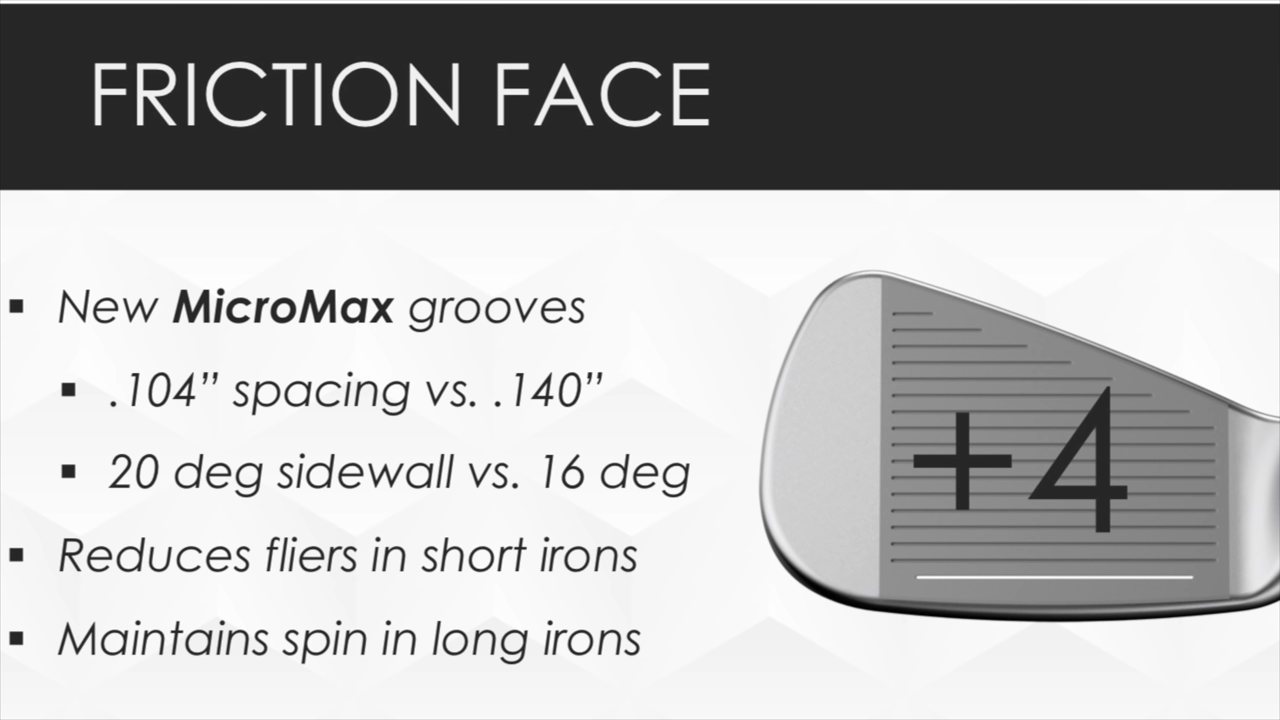 FRICTION FACE
▪ New MicroMax grooves
▪ .104” spacing vs. .140”
▪ 20 deg sidewall vs. 16 deg
▪ Reduces fliers in short irons
▪ Maintains spin in long irons
+4